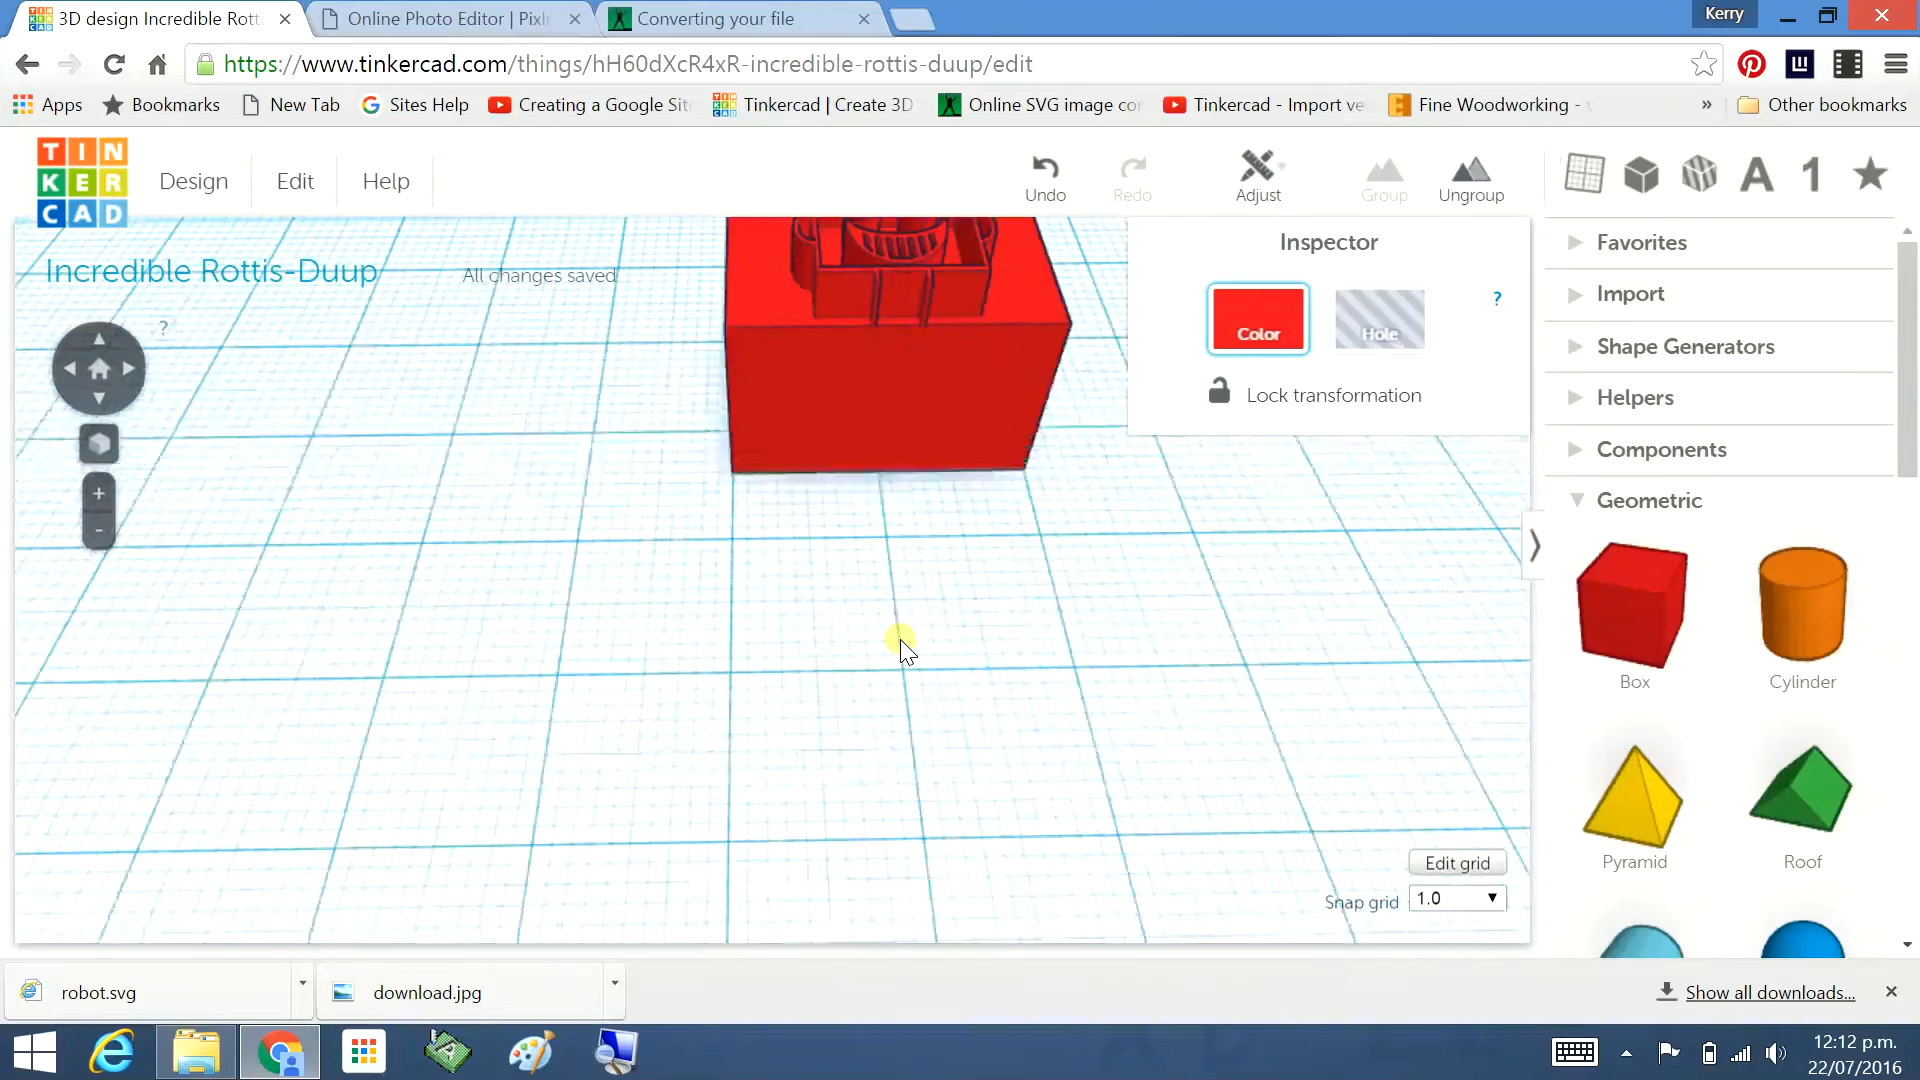 3D design Incredible Rott
Online Photo Editor | Pixlr
Converting your file
Kerry
https://www.tinkercad.com/things/hH60dXcR4xR-incredible-rottis-duup/edit
Apps
Bookmarks
New Tab
Sites Help
Creating a Google Sit
Tinkercad | Create 3D
Online SVG image cor
Tinkercad - Import ve
Fine Woodworking -
»
Other bookmarks
TIN
KER
CAD
Design
Edit
Help
Undo
Redo
Adjust
Group
Ungroup
A
1
Incredible Rottis-Duup
All changes saved
?
Inspector
Color
Hole
?
Lock transformation
Favorites
Import
Shape Generators
Helpers
Components
Geometric
Box
Cylinder
Pyramid
Roof
Edit grid
Snap grid
1.0
robot.svg
download.jpg
Show all downloads...
12:12 p.m.
22/07/2016